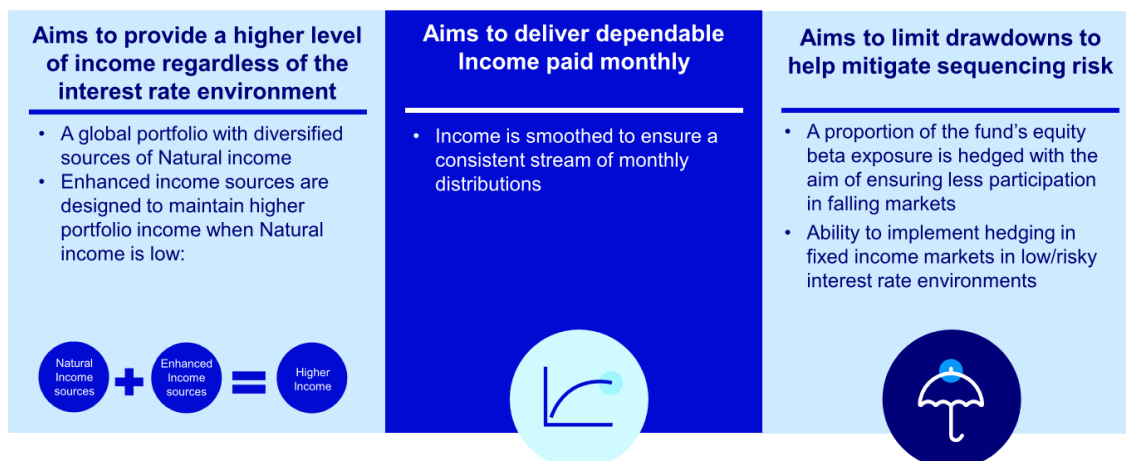 Aims to provide a higher level
of income regardless of the
interest rate environment
• A global portfolio with diversified
sources of Natural income
• Enhanced income sources are
designed to maintain higher
portfolio income when Natural
income is low:
Natural
Income
sources
+
Enhanced
Income
sources
=
Higher
Income
Aims to deliver dependable
Income paid monthly
• Income is smoothed to ensure a
consistent stream of monthly
distributions
Aims to limit drawdowns to
help mitigate sequencing risk
• A proportion of the fund's equity
beta exposure is hedged with the
aim of ensuring less participation
in falling markets
• Ability to implement hedging in
fixed income markets in low/risky
interest rate environments